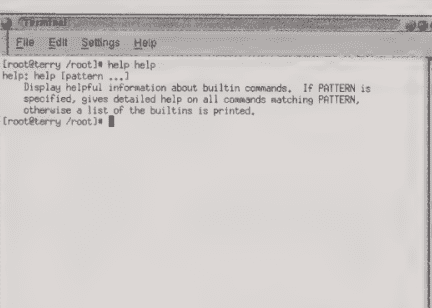 Terminal
File Edit Settings Help
[root@terry /root]# help help
help: help [pattern ...]
Display helpful information about builtin commands. If PATTERN is
specified, gives detailed help on all commands matching PATTERN,
otherwise a list of the builtins is printed.
[root@terry /root]#